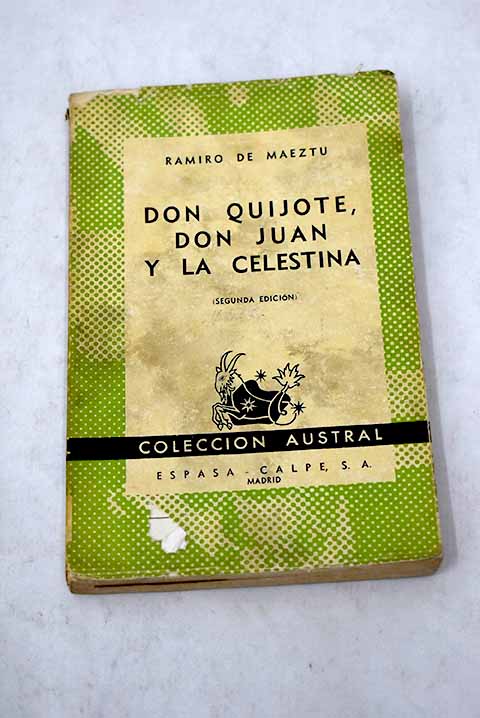 RAMIRO DE MAEZTU
DON QUIJOTE,
DON JUAN
Y LA CELESTINA
(SEGUNDA EDICIÓN)
COLECCION AUSTRAL
ESPASA - CALPE, S. A.
MADRID